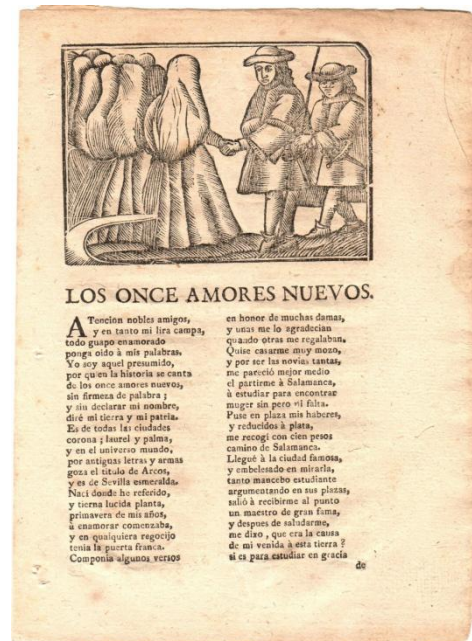 LOS ONCE AMORES NUEVOS.
ATencion nobles amigos,
y en tanto mi lira campa,
todo guapo enamorado
ponga oido à mis palabras.
Yo soy aquel presumido,
por qu en la historia se canta
de los once amores nuevos,
sin firmeza de palabra;
y sin declarar mi nombre,
diré mi tierra y mi patria.
Es de todas las ciudades
corona; laurel y palma,
y en el universo mundo,
por antiguas letras y armas
goza el titulo de Arcos,
y es de Sevilla esmeralda.
Nací donde he referido,
y tierna lucida planta,
primavera de mis años,
à enamorar comenzaba,
y en qualquiera regocijo
tenia la puerta franca.
Componia algunos versos
en honor de muchas damas,
y unas me lo agradecian
quando otras me regalaban.
Quise casarme muy mozo,
y por ser las novias tantas,
me pareció mejor medio
el partirme à Salamanca,
à estudiar para encontrar
muger sin pero ni falta.
Puse en plaza mis haberes,
y reducidos à plata,
me recogí con cien pesos
camino de Salamanca.
Llegué à la ciudad famosa,
y embelesado en mirarla,
tanto mancebo estudiante
argumentando en sus plazas,
salió à recibirme al punto
un maestro de gran fama,
y despues de saludarme,
me dixo, que era la causa
de mi venida à esta tierra?
si es para estudiar en gracia
de